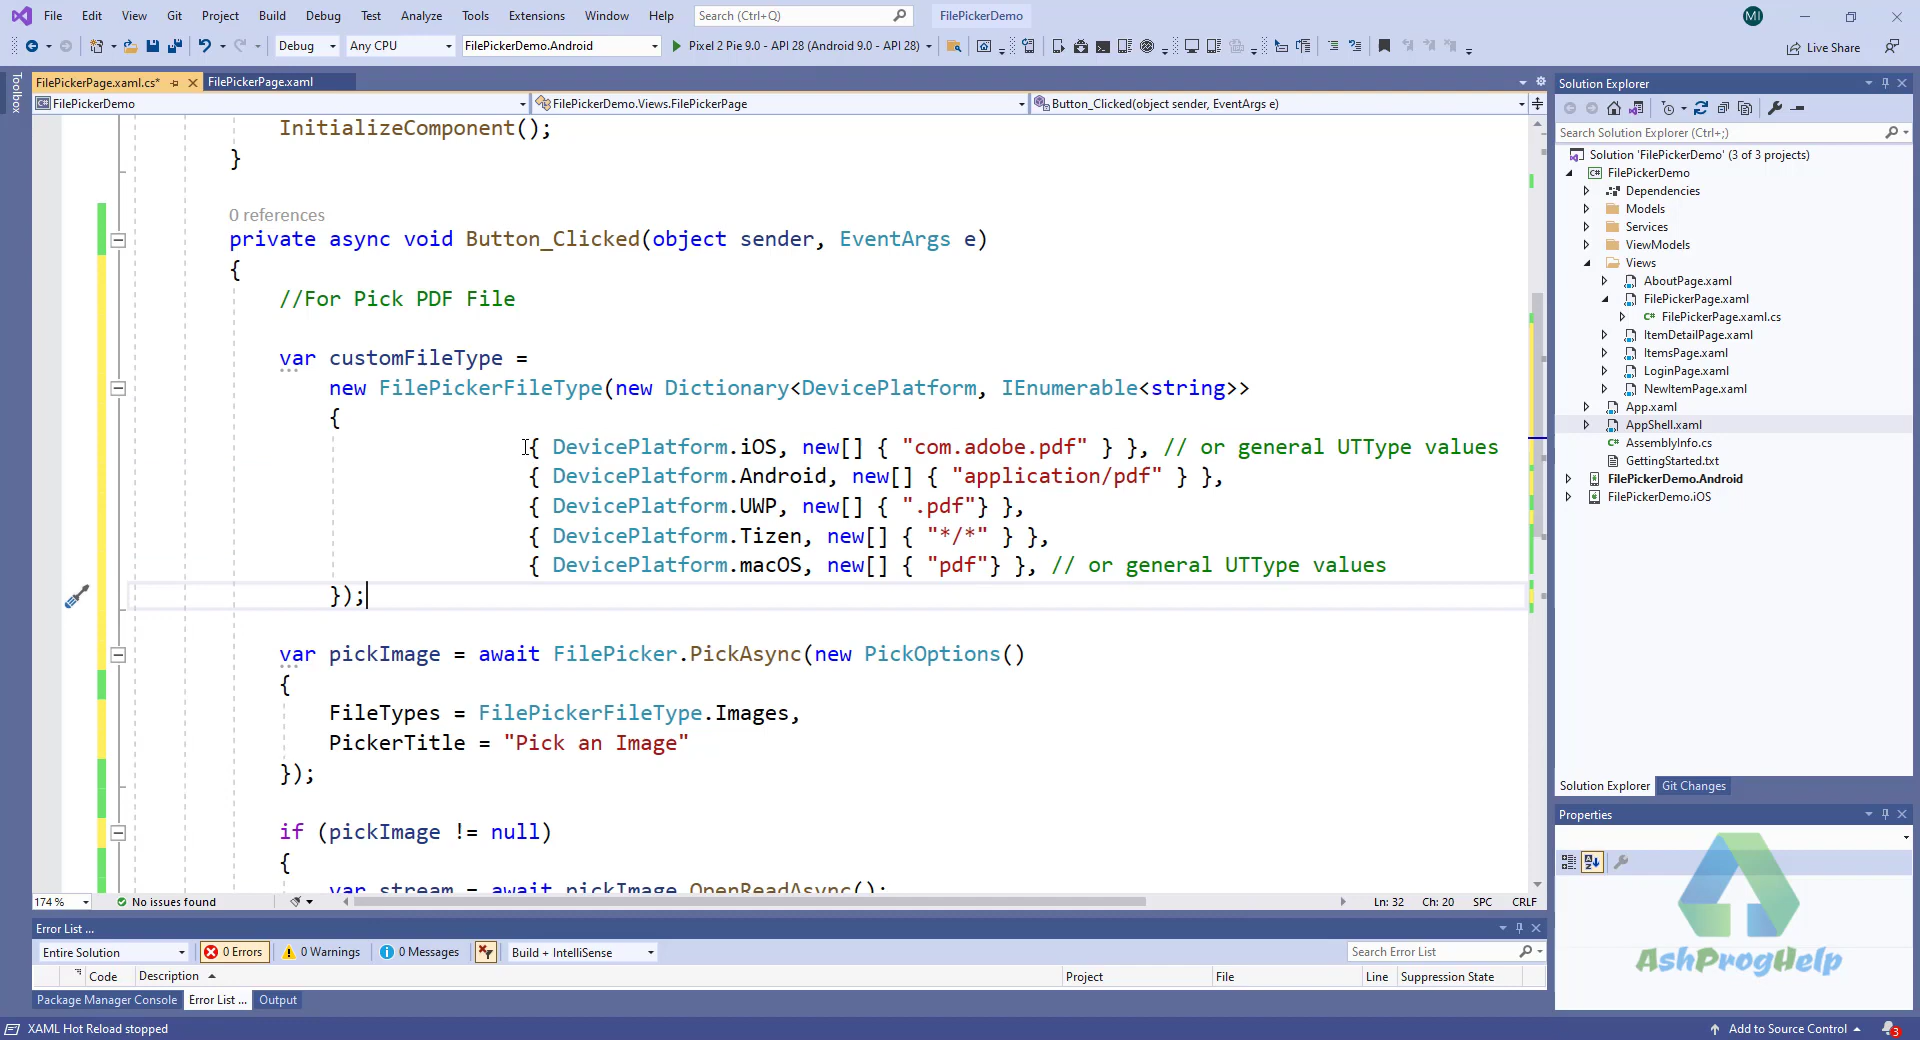 File Edit View Git Project Build Debug Test Analyze Tools Extensions Window Help Search (Ctrl+Q) FilePickerDemo MI
Debug Any CPU FilePickerDemo.Android Pixel 2 Pie 9.0 - API 28 (Android 9.0 - API 28) Live Share
Toolbox
FilePickerPage.xaml.cs* FilePickerPage.xaml
FilePickerDemo FilePickerDemo.Views.FilePickerPage Button_Clicked(object sender, EventArgs e)
InitializeComponent();
}
0 references
private async void Button_Clicked(object sender, EventArgs e)
{
//For Pick PDF File
var customFileType =
new FilePickerFileType(new Dictionary<DevicePlatform, IEnumerable<string>>
{
{ DevicePlatform.iOS, new[] { "com.adobe.pdf" } }, // or general UTType values
{ DevicePlatform.Android, new[] { "application/pdf" } },
{ DevicePlatform.UWP, new[] { ".pdf"} },
{ DevicePlatform.Tizen, new[] { "*/*" } },
{ DevicePlatform.macOS, new[] { "pdf"} }, // or general UTType values
});
var pickImage = await FilePicker.PickAsync(new PickOptions()
{
FileTypes = FilePickerFileType.Images,
PickerTitle = "Pick an Image"
});
if (pickImage != null)
{
var stream = await pickImage.OpenReadAsync();
174 % No issues found Ln: 32 Ch: 20 SPC CRLF
Error List ...
Entire Solution 0 Errors 0 Warnings 0 Messages Build + IntelliSense Search Error List
Code Description Project File Line Suppression State
Package Manager Console Error List ... Output
Solution Explorer
Search Solution Explorer (Ctrl+;)
Solution 'FilePickerDemo' (3 of 3 projects)
C# FilePickerDemo
Dependencies
Models
Services
ViewModels
Views
AboutPage.xaml
FilePickerPage.xaml
C# FilePickerPage.xaml.cs
ItemDetailPage.xaml
ItemsPage.xaml
LoginPage.xaml
NewItemPage.xaml
App.xaml
AppShell.xaml
C# AssemblyInfo.cs
GettingStarted.txt
FilePickerDemo.Android
FilePickerDemo.iOS
Solution Explorer Git Changes
Properties
AshProgHelp
XAML Hot Reload stopped Add to Source Control 3